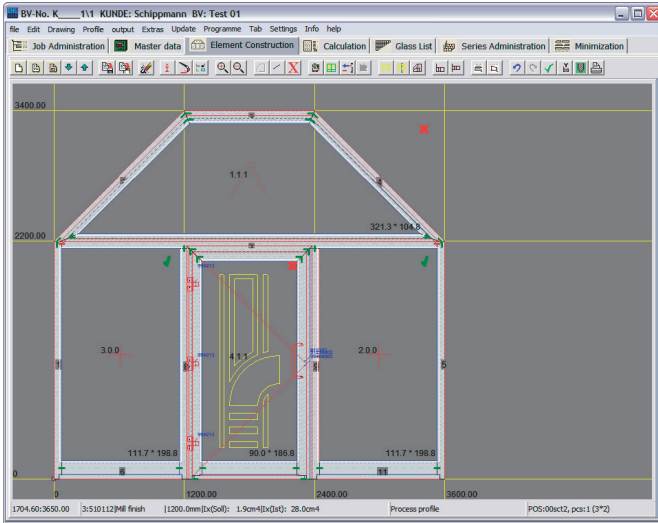 BV-No. K____1\1 KUNDE: Schippmann BV: Test 01
file Edit Drawing Profile output Extras Update Programme Tab Settings Info help
Job Administration Master data Element Construction Calculation Glass List Series Administration Minimization
3400.00
1.1.1
321.3 * 104.8
2200.00
3.0.0
4.1.1
2.0.0
111.7 * 198.8
90.0 * 186.8
111.7 * 198.8
6
11
0
0
1200.00
2400.00
3600.00
1704.60:3650.00 3:510112|Mill finish |1200.0mm|Ix(Soll): 1.9cm4|Ix(Ist): 28.0cm4 Process profile POS:00sct2, pcs:1 (3*2)